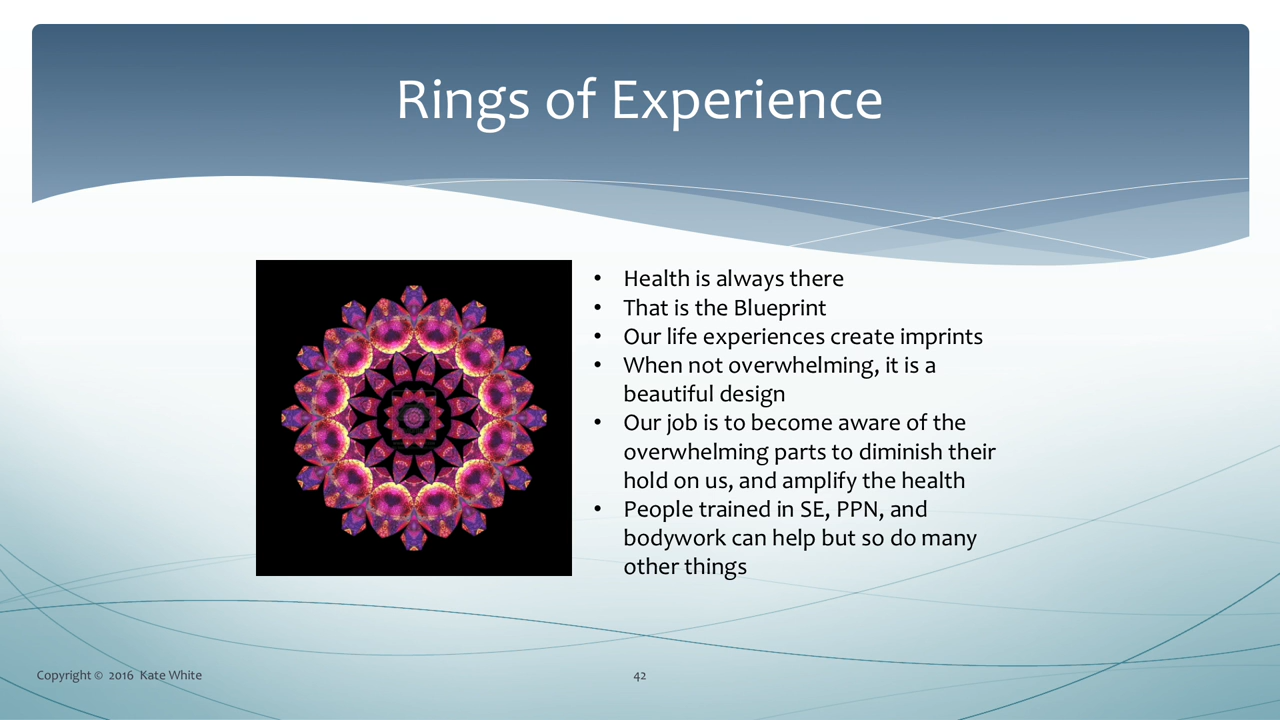 Rings of Experience
• Health is always there
• That is the Blueprint
• Our life experiences create imprints
• When not overwhelming, it is a
beautiful design
• Our job is to become aware of the
overwhelming parts to diminish their
hold on us, and amplify the health
• People trained in SE, PPN, and
bodywork can help but so do many
other things
Copyright © 2016 Kate White
42